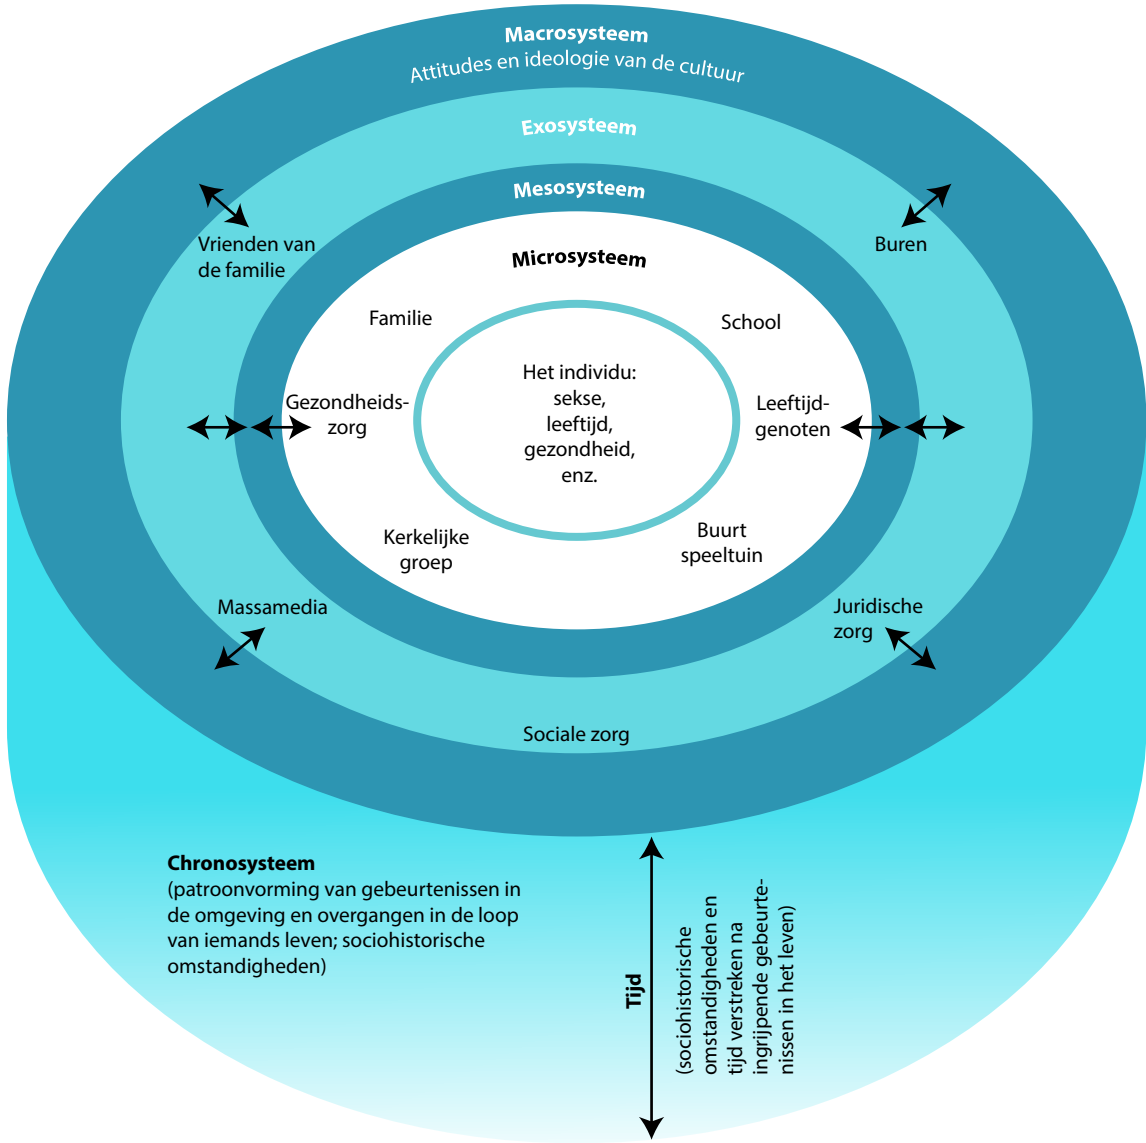 Macrosysteem
Attitudes en ideologie van de cultuur
Exosysteem
Mesosysteem
Vrienden van
de familie
Buren
Microsysteem
Familie
School
Het individu:
sekse,
leeftijd,
gezondheid,
enz.
Gezondheids-
zorg
Leeftijd-
genoten
Kerkelijke
groep
Buurt
speeltuin
Massamedia
Juridische
zorg
Sociale zorg
Chronosysteem
(patroonvorming van gebeurtenissen in
de omgeving en overgangen in de loop
van iemands leven; sociohistorische
omstandigheden)
Tijd
(sociohistorische
omstandigheden en
tijd verstreken na
ingrijpende gebeurte-
nissen in het leven)